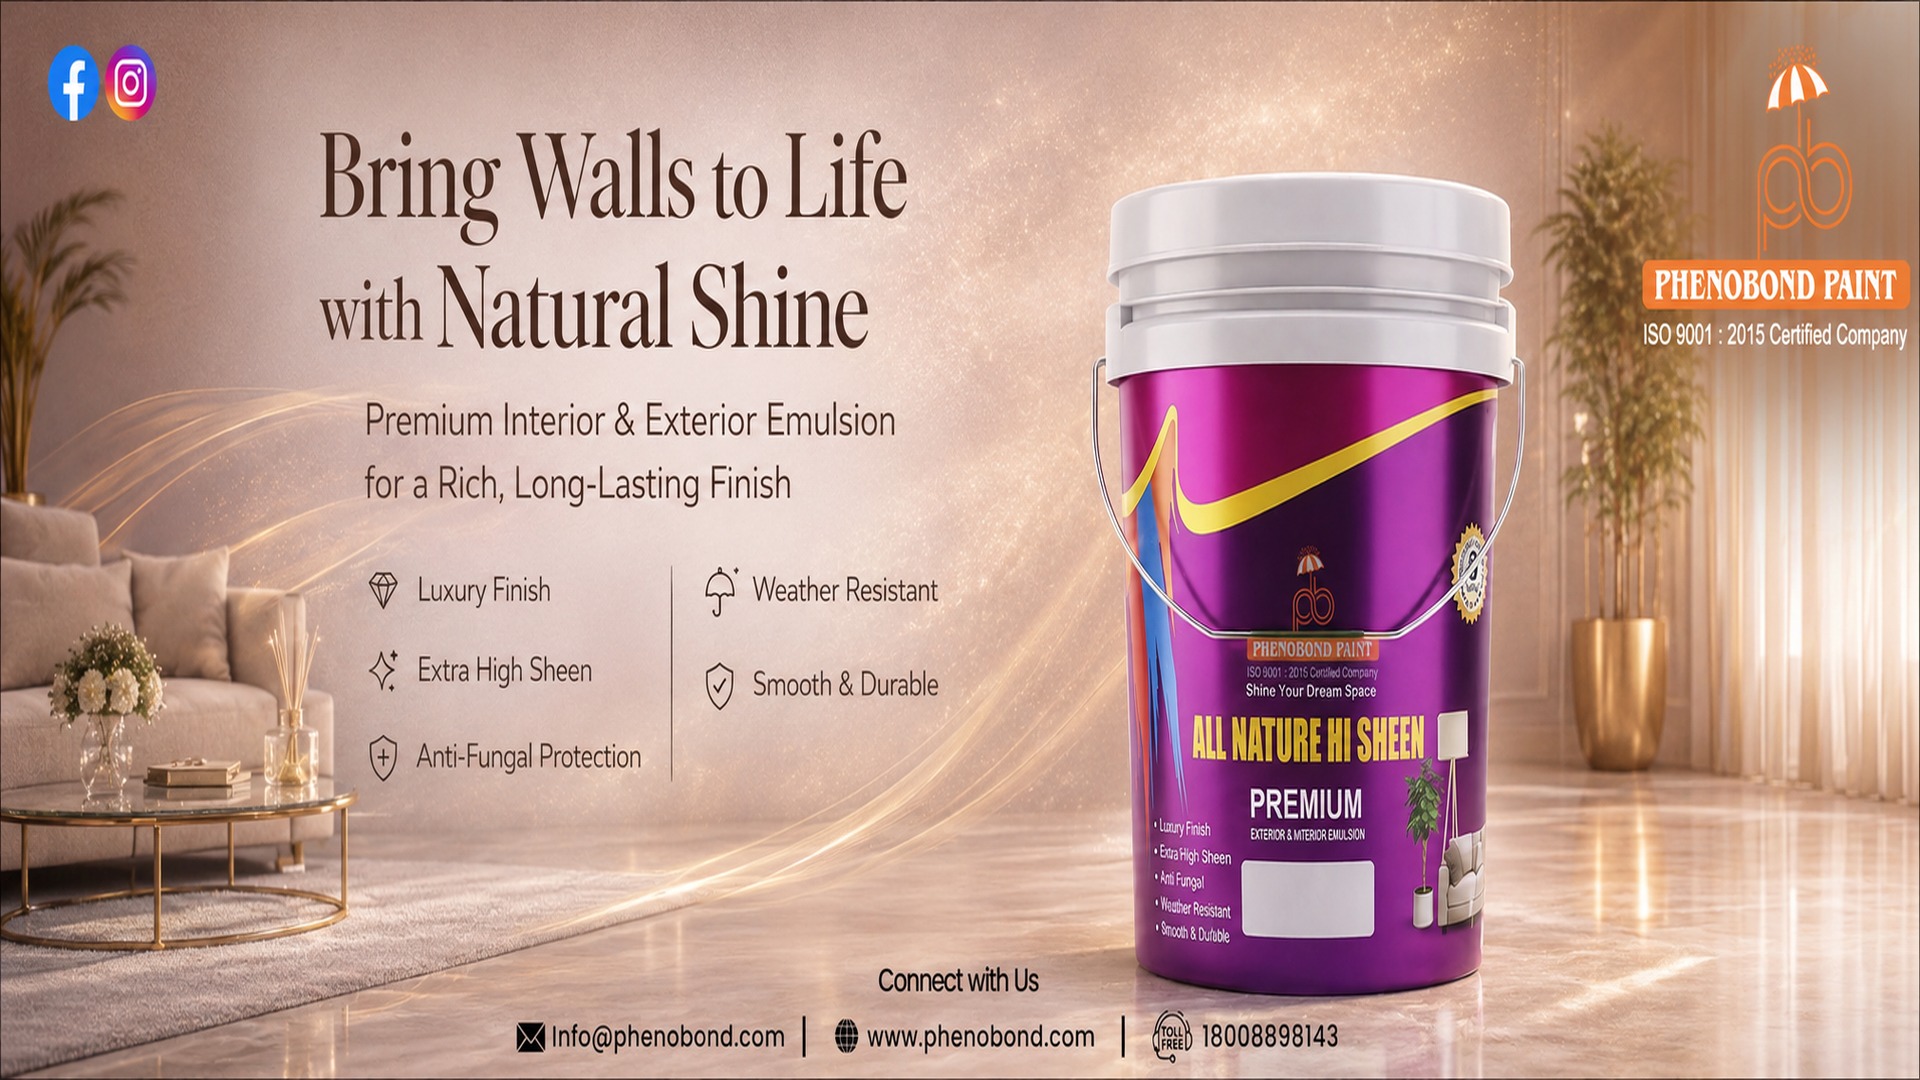 Bring Walls to Life
with Natural Shine
Premium Interior & Exterior Emulsion
for a Rich, Long-Lasting Finish
Luxury Finish
Extra High Sheen
Anti-Fungal Protection
Weather Resistant
Smooth & Durable
pb
PHENOBOND PAINT
ISO 9001 : 2015 Certified Company
pb
PHENOBOND PAINT
ISO 9001 : 2015 Certified Company
Shine Your Dream Space
ALL NATURE HI SHEEN
PREMIUM
EXTERIOR & INTERIOR EMULSION
• Luxury Finish
• Extra High Sheen
• Anti Fungal
• Weather Resistant
• Smooth & Durable
Connect with Us
Info@phenobond.com | www.phenobond.com | TOLL FREE 18008898143